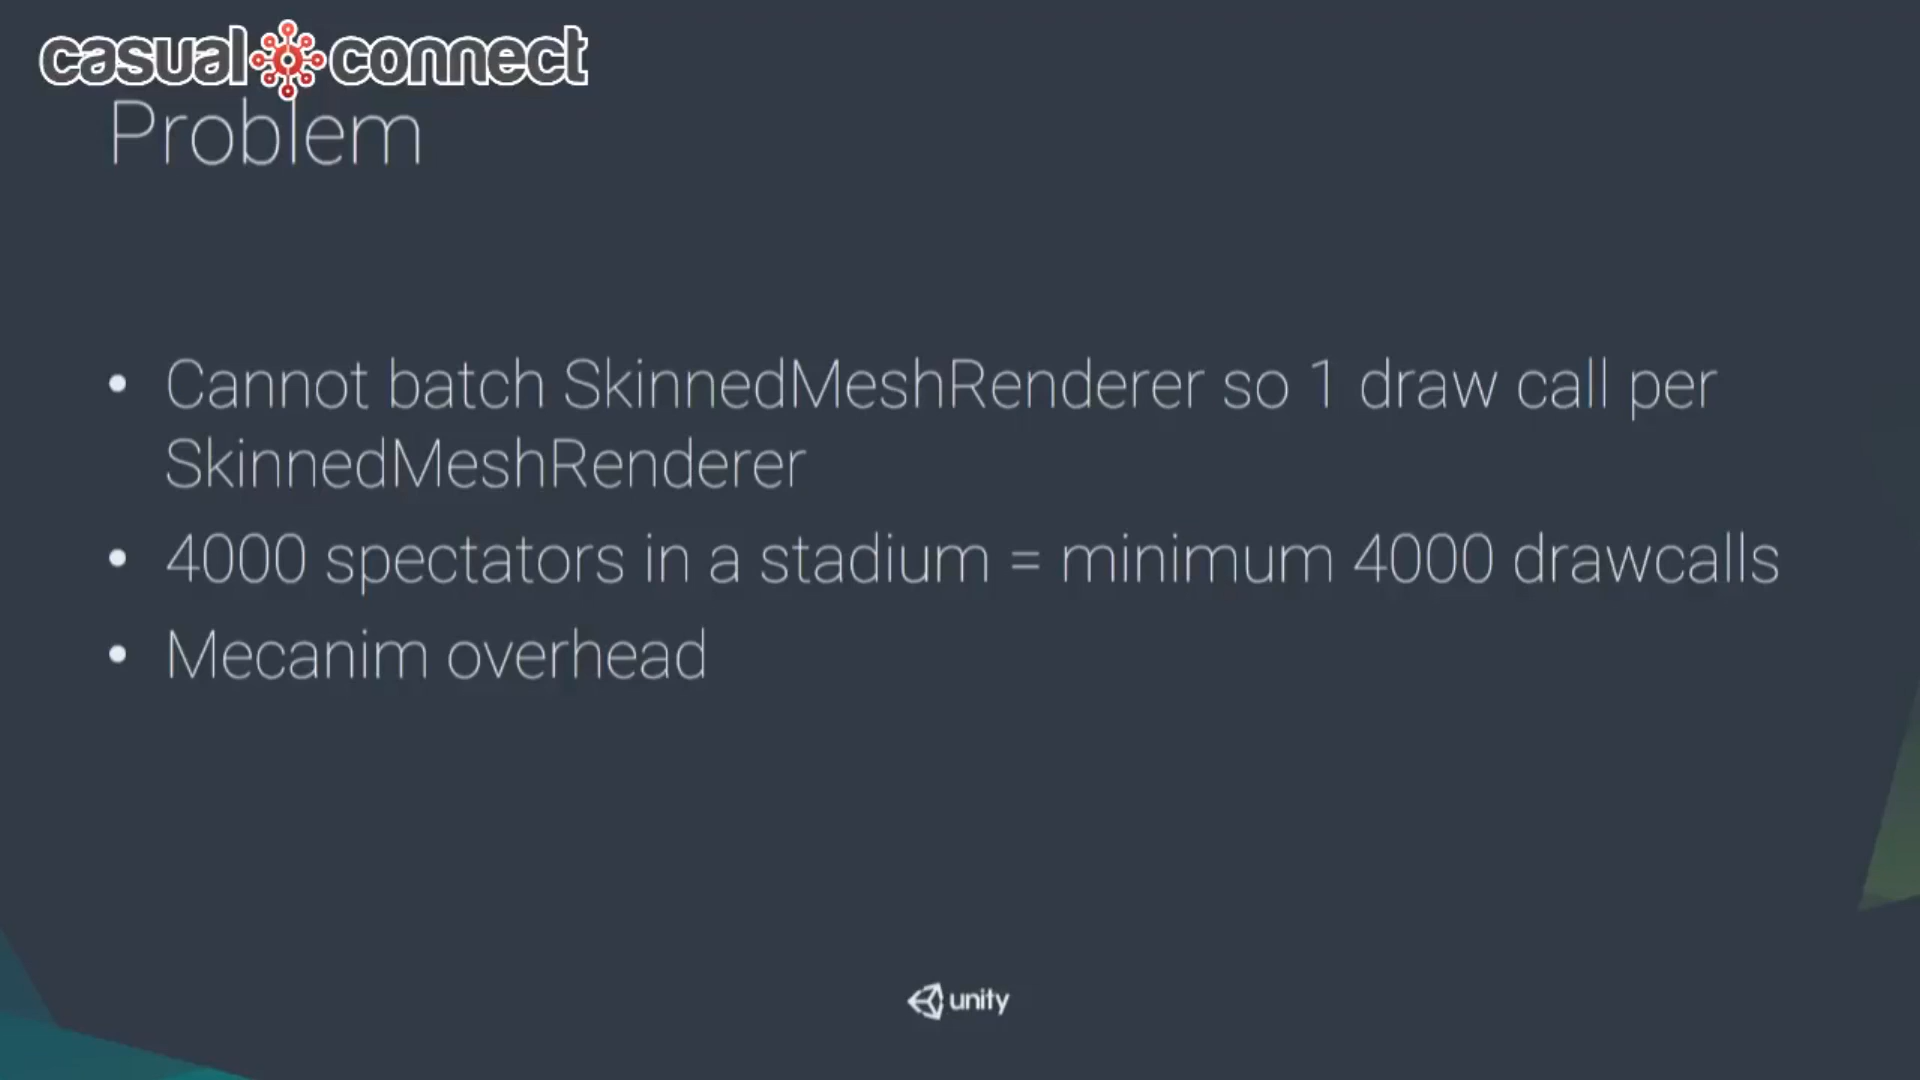 casual connect
Problem
• Cannot batch SkinnedMeshRenderer so 1 draw call per
SkinnedMeshRenderer
• 4000 spectators in a stadium = minimum 4000 drawcalls
• Mecanim overhead
unity